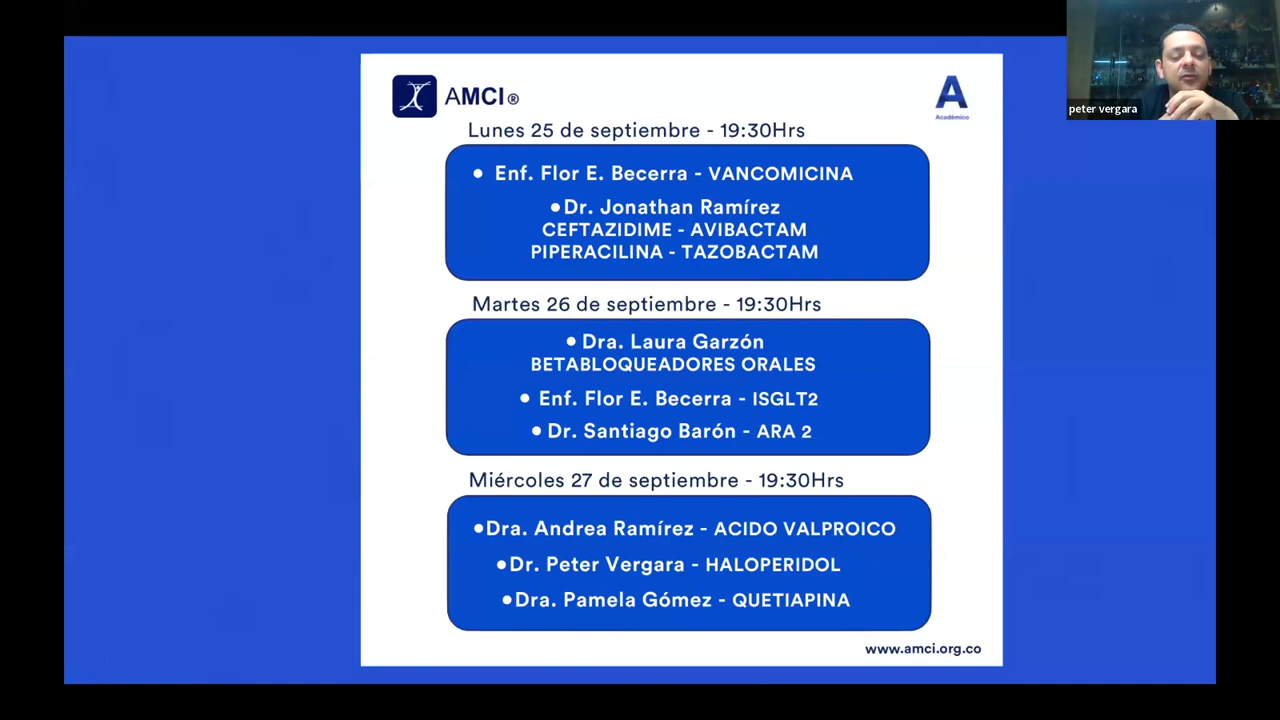 AMCI®
A
Académico
peter vergara
Lunes 25 de septiembre - 19:30Hrs
• Enf. Flor E. Becerra - VANCOMICINA
•Dr. Jonathan Ramírez
CEFTAZIDIME - AVIBACTAM
PIPERACILINA - TAZOBACTAM
Martes 26 de septiembre - 19:30Hrs
•Dra. Laura Garzón
BETABLOQUEADORES ORALES
• Enf. Flor E. Becerra - ISGLT2
•Dr. Santiago Barón - ARA 2
Miércoles 27 de septiembre - 19:30Hrs
•Dra. Andrea Ramírez - ACIDO VALPROICO
•Dr. Peter Vergara - HALOPERIDOL
•Dra. Pamela Gómez - QUETIAPINA
www.amci.org.co